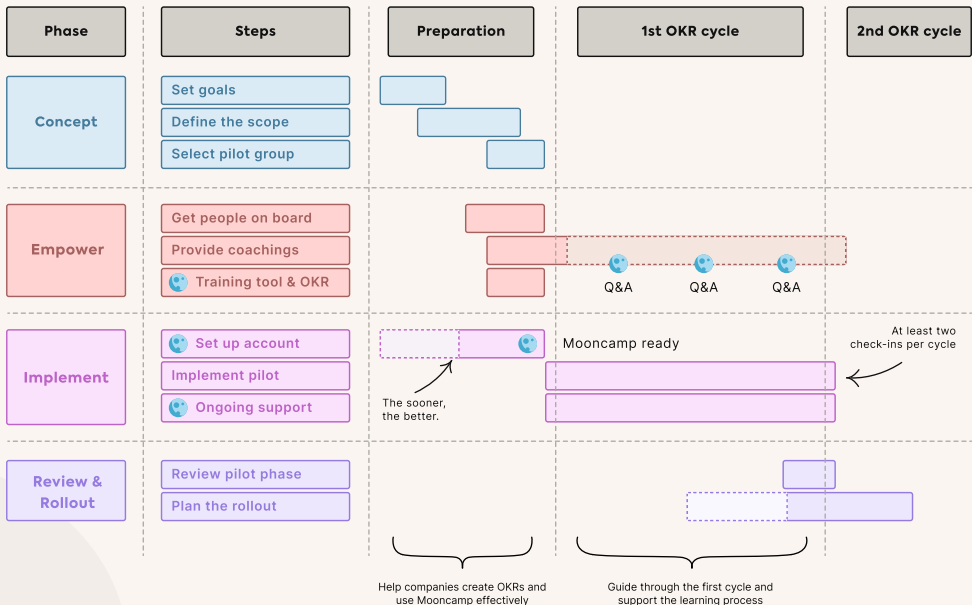 Phase
Steps
Preparation
1st OKR cycle
2nd OKR cycle
Concept
Set goals
Define the scope
Select pilot group
Empower
Get people on board
Provide coachings
Training tool & OKR
Q&A
Q&A
Q&A
Implement
Set up account
Implement pilot
Ongoing support
Mooncamp ready
The sooner,
the better.
At least two
check-ins per cycle
Review &
Rollout
Review pilot phase
Plan the rollout
Help companies create OKRs and
use Mooncamp effectively
Guide through the first cycle and
support the learning process